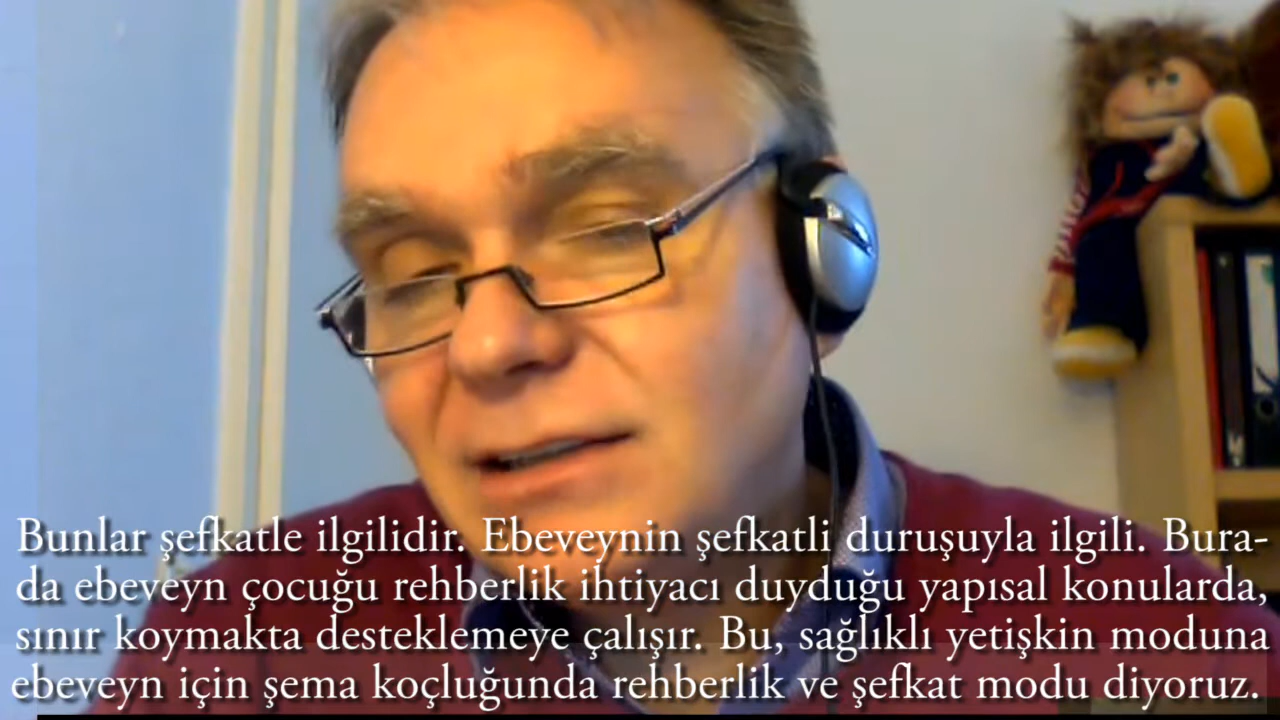 Bunlar şefkatle ilgilidir. Ebeveynin şefkatli duruşuyla ilgili. Bura-
da ebeveyn çocuğu rehberlik ihtiyacı duyduğu yapısal konularda,
sınır koymakta desteklemeye çalışır. Bu, sağlıklı yetişkin moduna
ebeveyn için şema koçluğunda rehberlik ve şefkat modu diyoruz.